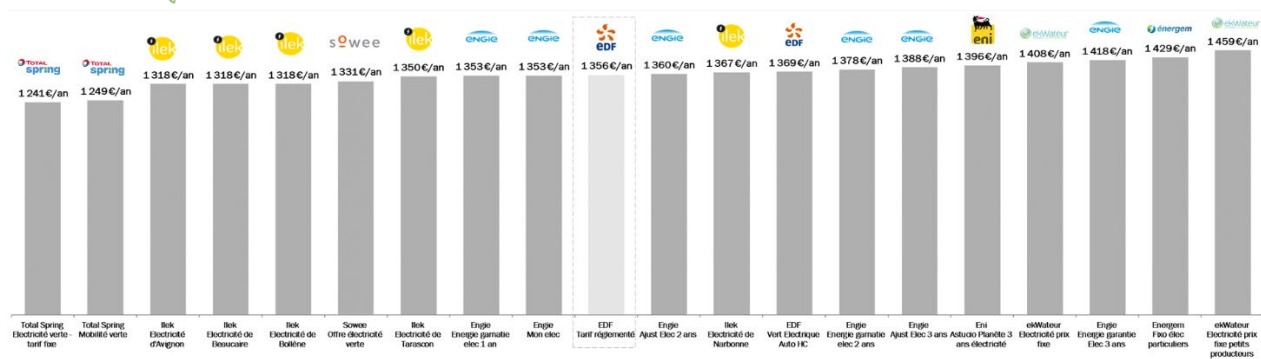 TOTAL
spring
1 241 €/an
TOTAL
spring
1 249 €/an
ilek
1 318 €/an
ilek
1 318 €/an
ilek
1 318 €/an
sowee
1 331 €/an
ilek
1 350 €/an
ENGIE
1 353 €/an
ENGIE
1 353 €/an
EDF
1 356 €/an
ENGIE
1 360 €/an
ilek
1 367 €/an
EDF
1 369 €/an
ENGIE
1 378 €/an
ENGIE
1 388 €/an
eni
1 396 €/an
ekWateur
1 408 €/an
ENGIE
1 418 €/an
énergem
1 429 €/an
ekWateur
1 459 €/an
Total Spring
Electricité verte -
tarif fixe
Total Spring
Mobilité verte
Ilek
Electricité
d'Avignon
Ilek
Electricité de
Beaucaire
Ilek
Electricité de
Bollène
Sowee
Offre électricité
verte
Ilek
Electricité de
Tarascon
Engie
Energie garnatie
elec 1 an
Engie
Mon elec
EDF
Tarif réglementé
Engie
Ajust Elec 2 ans
Ilek
Electricité de
Narbonne
EDF
Vert Electrique
Auto HC
Engie
Energie garnatie
elec 2 ans
Engie
Ajust Elec 3 ans
Eni
Astucio Planète 3
ans électricité
ekWateur
Electricité prix
fixe
Engie
Energie garantie
Elec 3 ans
Energem
Fixo élec
particuliers
ekWateur
Electricité prix
fixe petits
producteurs